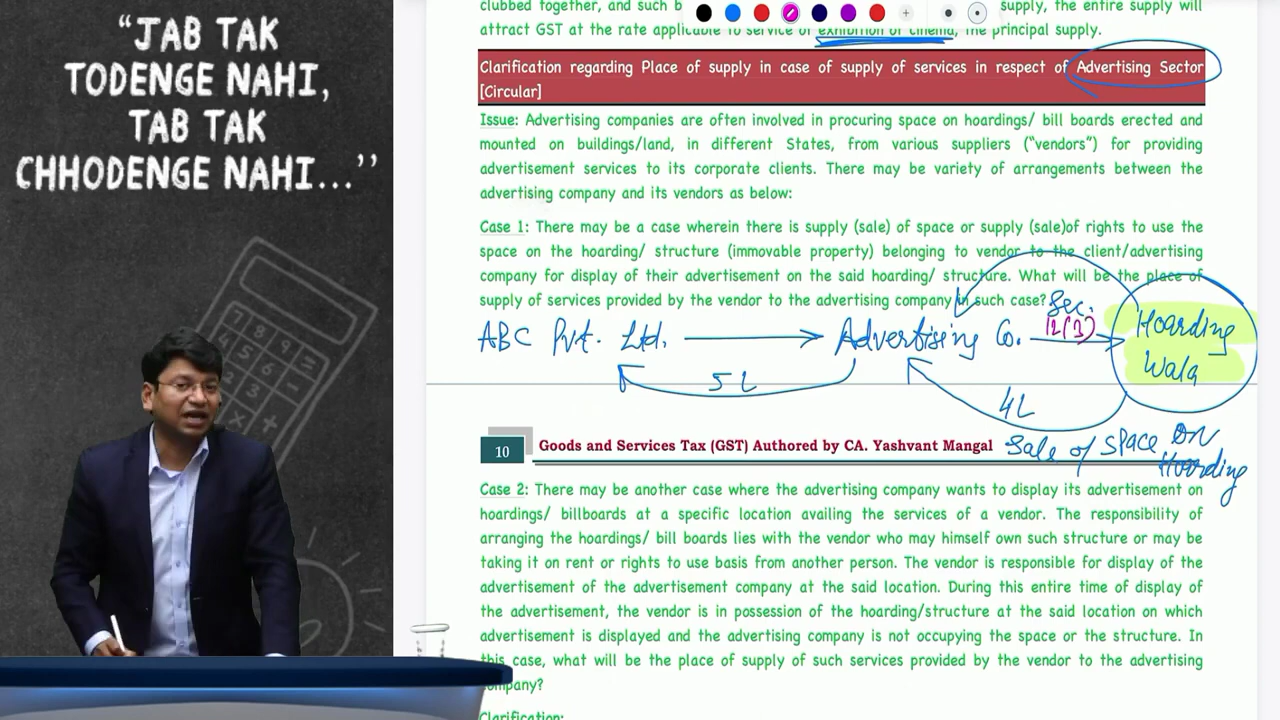 “JAB TAK
TODENGE NAHI,
TAB TAK
CHHODENGE NAHI...’’
clubbed together, and such b supply, the entire supply will
attract GST at the rate applicable to service of exhibition of cinema, the principal supply.
Clarification regarding Place of supply in case of supply of services in respect of Advertising Sector
[Circular]
Issue: Advertising companies are often involved in procuring space on hoardings/ bill boards erected and
mounted on buildings/land, in different States, from various suppliers (“vendors”) for providing
advertisement services to its corporate clients. There may be variety of arrangements between the
advertising company and its vendors as below:
Case 1: There may be a case wherein there is supply (sale) of space or supply (sale)of rights to use the
space on the hoarding/ structure (immovable property) belonging to vendor to the client/advertising
company for display of their advertisement on the said hoarding/ structure. What will be the place of
supply of services provided by the vendor to the advertising company in such case?
Sec.
12(3)
ABC Pvt. Ltd. Advertising Co. Hoarding
Wala
5L
4L
Sale of Space on
Hoarding
10 Goods and Services Tax (GST) Authored by CA. Yashvant Mangal
Case 2: There may be another case where the advertising company wants to display its advertisement on
hoardings/ billboards at a specific location availing the services of a vendor. The responsibility of
arranging the hoardings/ bill boards lies with the vendor who may himself own such structure or may be
taking it on rent or rights to use basis from another person. The vendor is responsible for display of the
advertisement of the advertisement company at the said location. During this entire time of display of
the advertisement, the vendor is in possession of the hoarding/structure at the said location on which
advertisement is displayed and the advertising company is not occupying the space or the structure. In
this case, what will be the place of supply of such services provided by the vendor to the advertising
company?
Clarification:
7 8 9
4 5 6
2 3